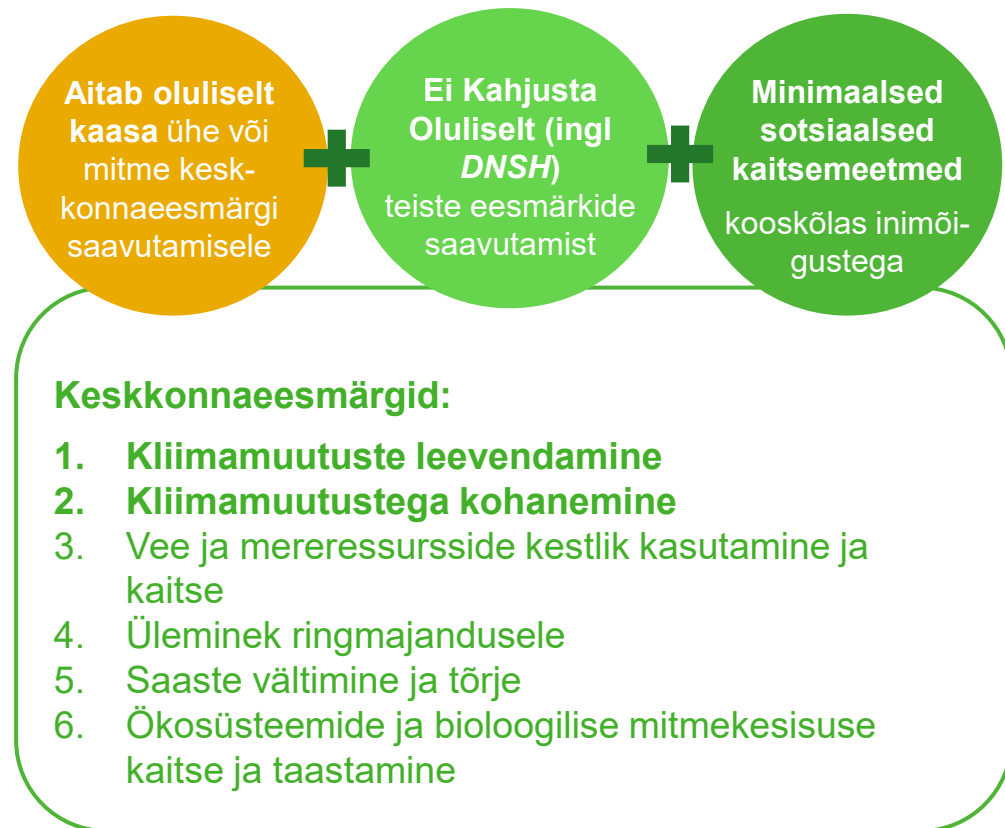 Aitab oluliselt
kaasa ühe või
mitme kesk-
konnaeesmärgi
saavutamisele
Ei Kahjusta
Oluliselt (ingl
DNSH)
teiste eesmärkide
saavutamist
Minimaalsed
sotsiaalsed
kaitsemeetmed
kooskõlas inimõi-
gustega
Keskkonnaeesmärgid:
1. Kliimamuutuste leevendamine
2. Kliimamuutustega kohanemine
3. Vee ja mereressursside kestlik kasutamine ja
kaitse
4. Üleminek ringmajandusele
5. Saaste vältimine ja tõrje
6. Ökosüsteemide ja bioloogilise mitmekesisuse
kaitse ja taastamine